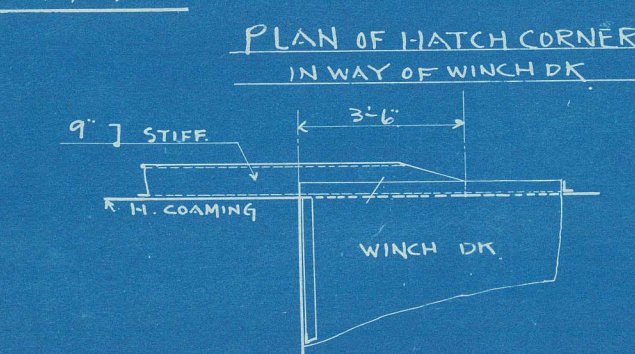 PLAN OF HATCH CORNER
IN WAY OF WINCH DK.
3'-6"
9" ] STIFF.
H. COAMING
WINCH DK.